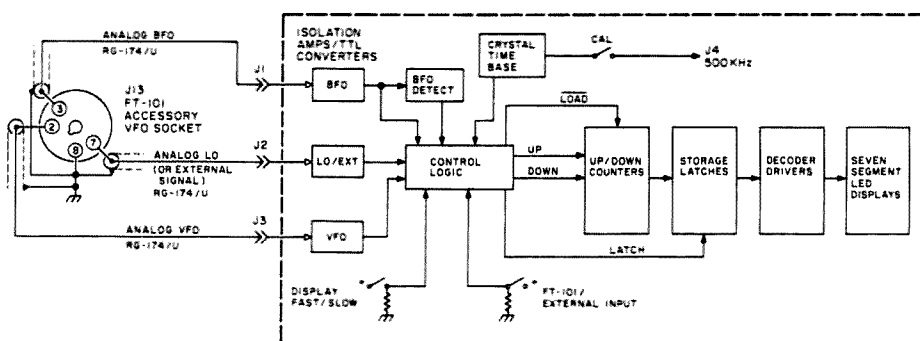 ANALOG BFO
RG-174/U
J13
FT-101
ACCESSORY
VFO SOCKET
3
2
7
8
ANALOG LO
(OR EXTERNAL
SIGNAL)
RG-174/U
ANALOG VFO
RG-174/U
J1
J2
J3
ISOLATION
AMPS/TTL
CONVERTERS
BFO
BFO
DETECT
CRYSTAL
TIME
BASE
CAL
J4
500KHz
LO/EXT
VFO
CONTROL
LOGIC
LOAD
UP
DOWN
LATCH
UP/DOWN
COUNTERS
STORAGE
LATCHES
DECODER
DRIVERS
SEVEN
SEGMENT
LED
DISPLAYS
DISPLAY
FAST/SLOW
+
FT-101/
EXTERNAL INPUT
+